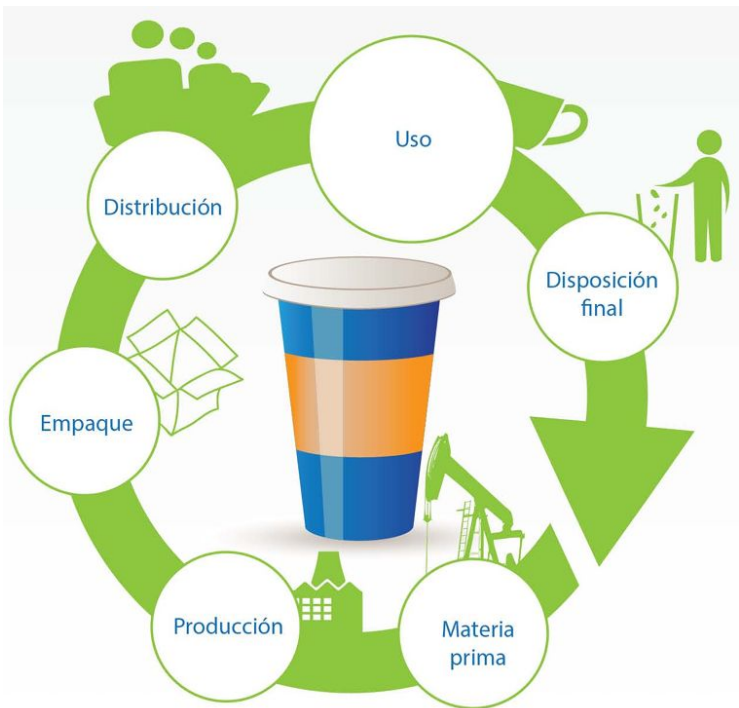 Uso
Distribución
Disposición
final
Empaque
Producción
Materia
prima